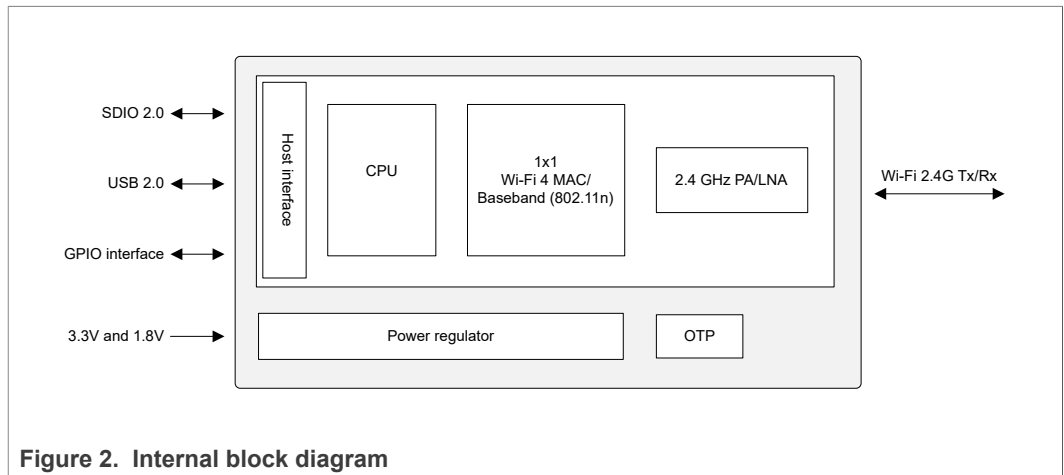 SDIO 2.0
USB 2.0
GPIO interface
3.3V and 1.8V
Host interface
CPU
1x1
Wi-Fi 4 MAC/
Baseband (802.11n)
2.4 GHz PA/LNA
Wi-Fi 2.4G Tx/Rx
Power regulator
OTP
Figure 2. Internal block diagram